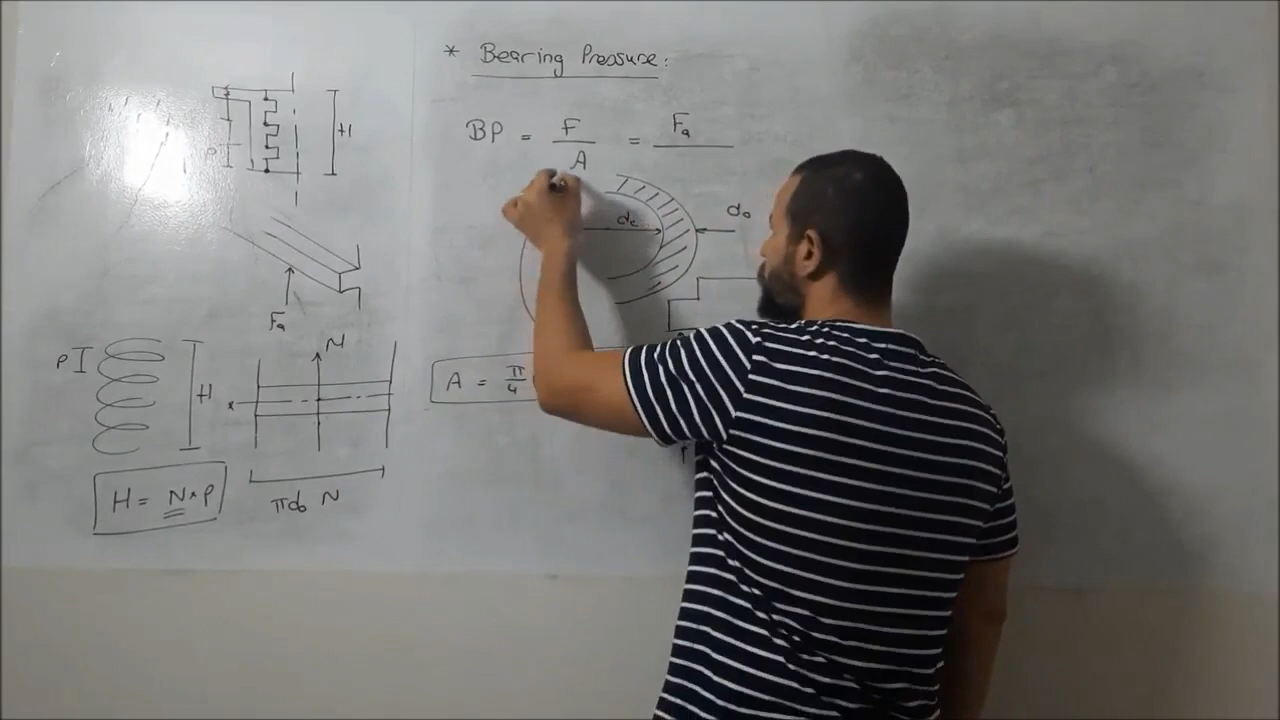 * Bearing Pressure:
BP = F / A = Fa
dc
do
A = π/4
H
P
Fa
P
H
N
x
πdo N
H = N*P